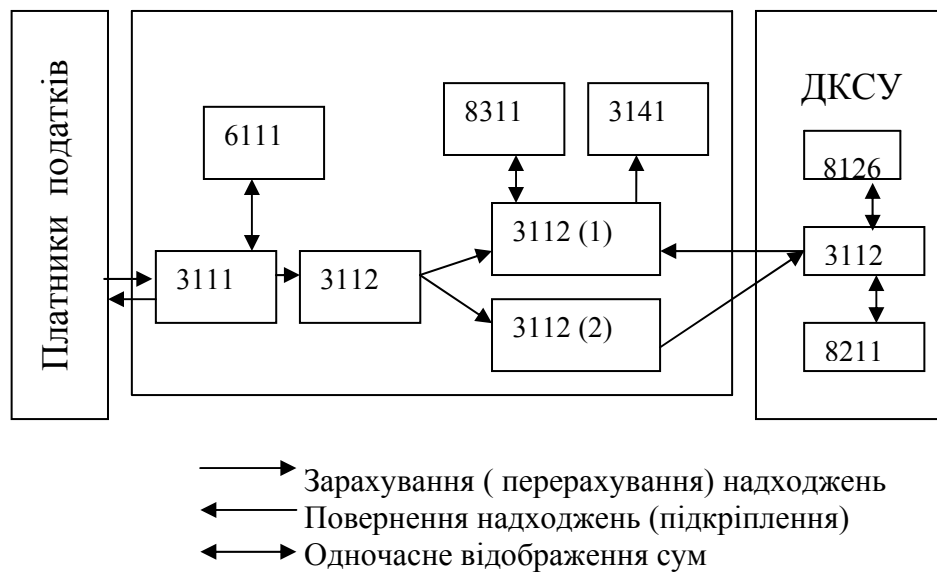 Платники податків
ДКСУ
6111
8311
3141
8126
3112 (1)
3112
3111
3112
3112 (2)
8211
Зарахування ( перерахування) надходжень
Повернення надходжень (підкріплення)
Одночасне відображення сум